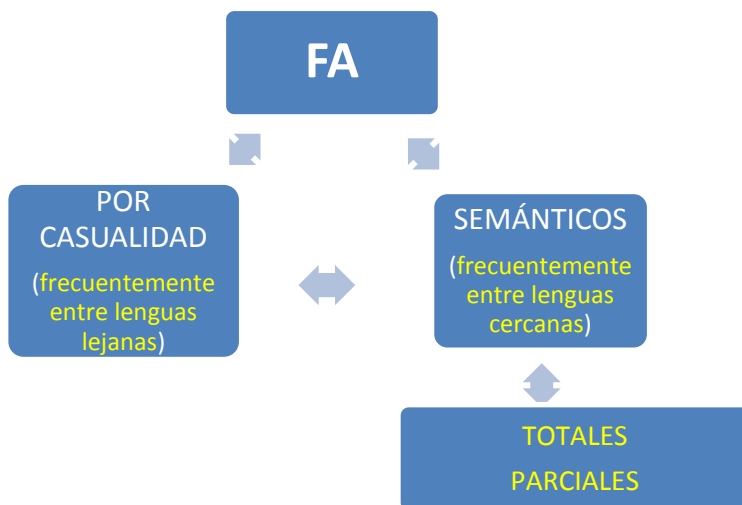 FA
POR
CASUALIDAD
(frecuentemente
entre lenguas
lejanas)
SEMÁNTICOS
(frecuentemente
entre lenguas
cercanas)
TOTALES
PARCIALES